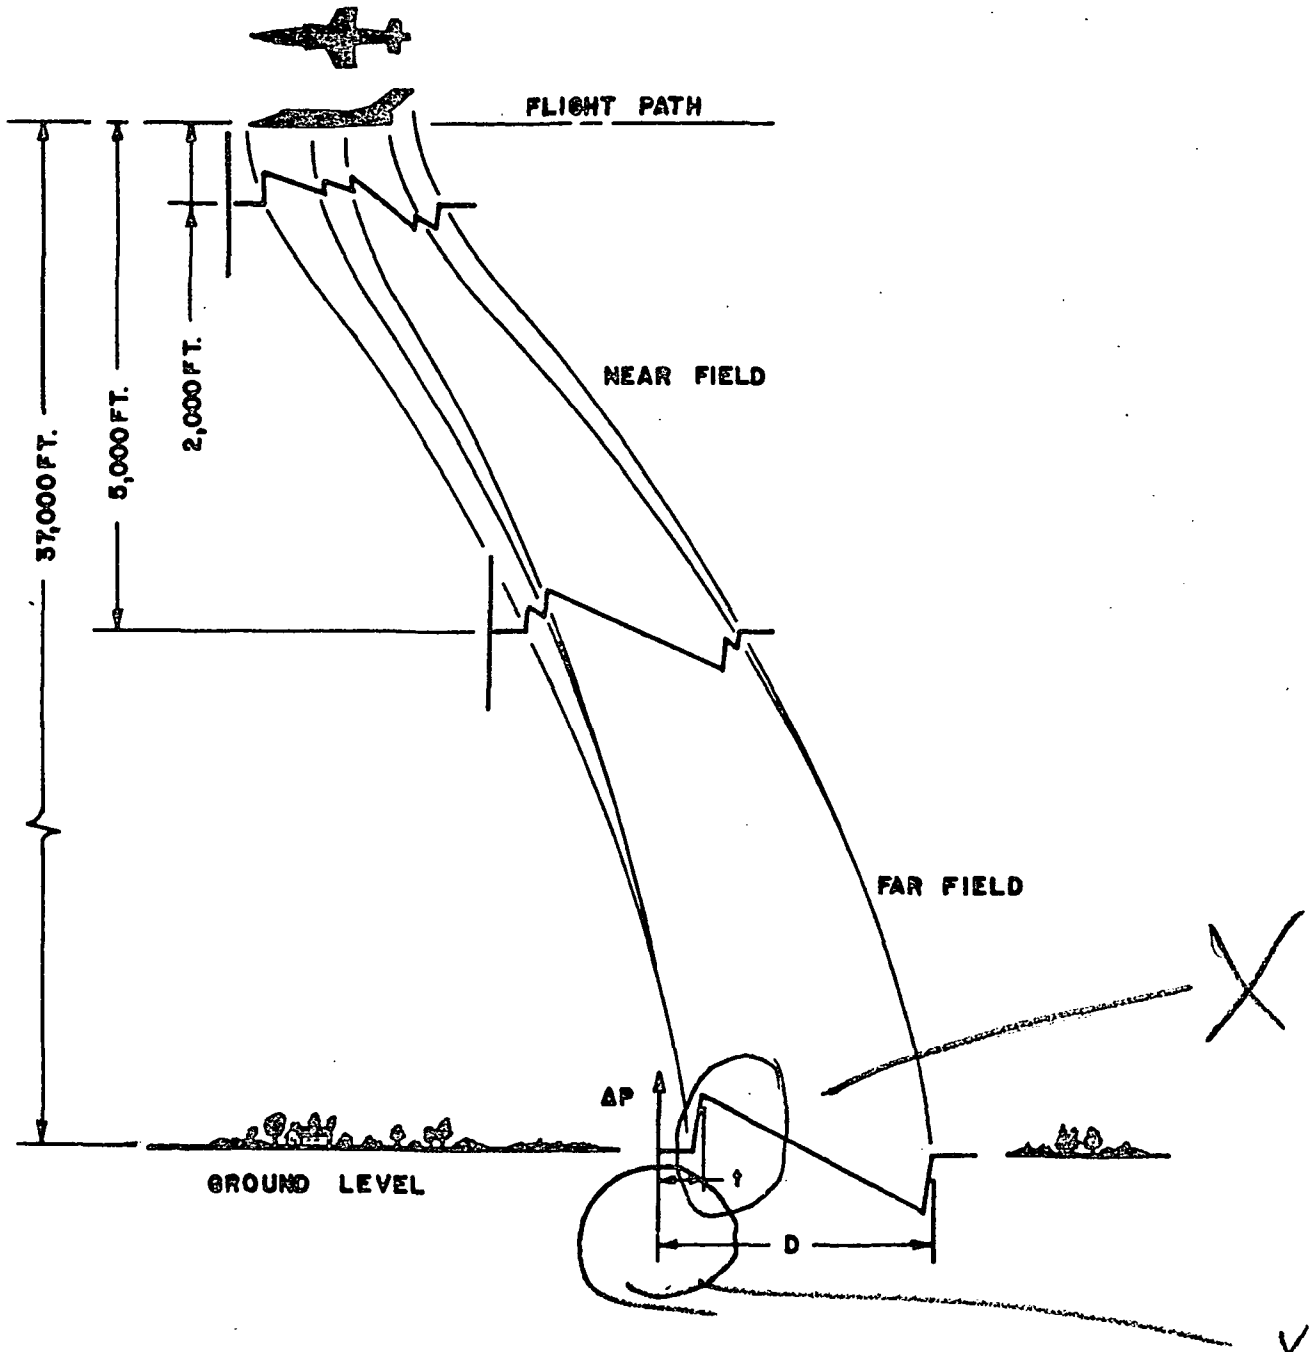 FLIGHT PATH
2,000 FT.
5,000 FT.
37,000 FT.
NEAR FIELD
FAR FIELD
X
ΔP
t
GROUND LEVEL
D